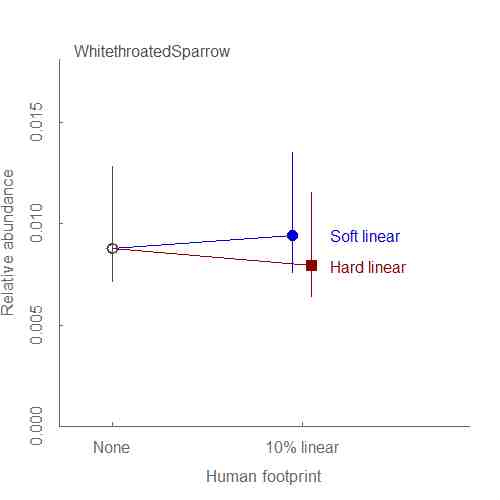 WhitethroatedSparrow
Relative abundance
0.015
0.010
0.005
0.000
Soft linear
Hard linear
None
10% linear
Human footprint